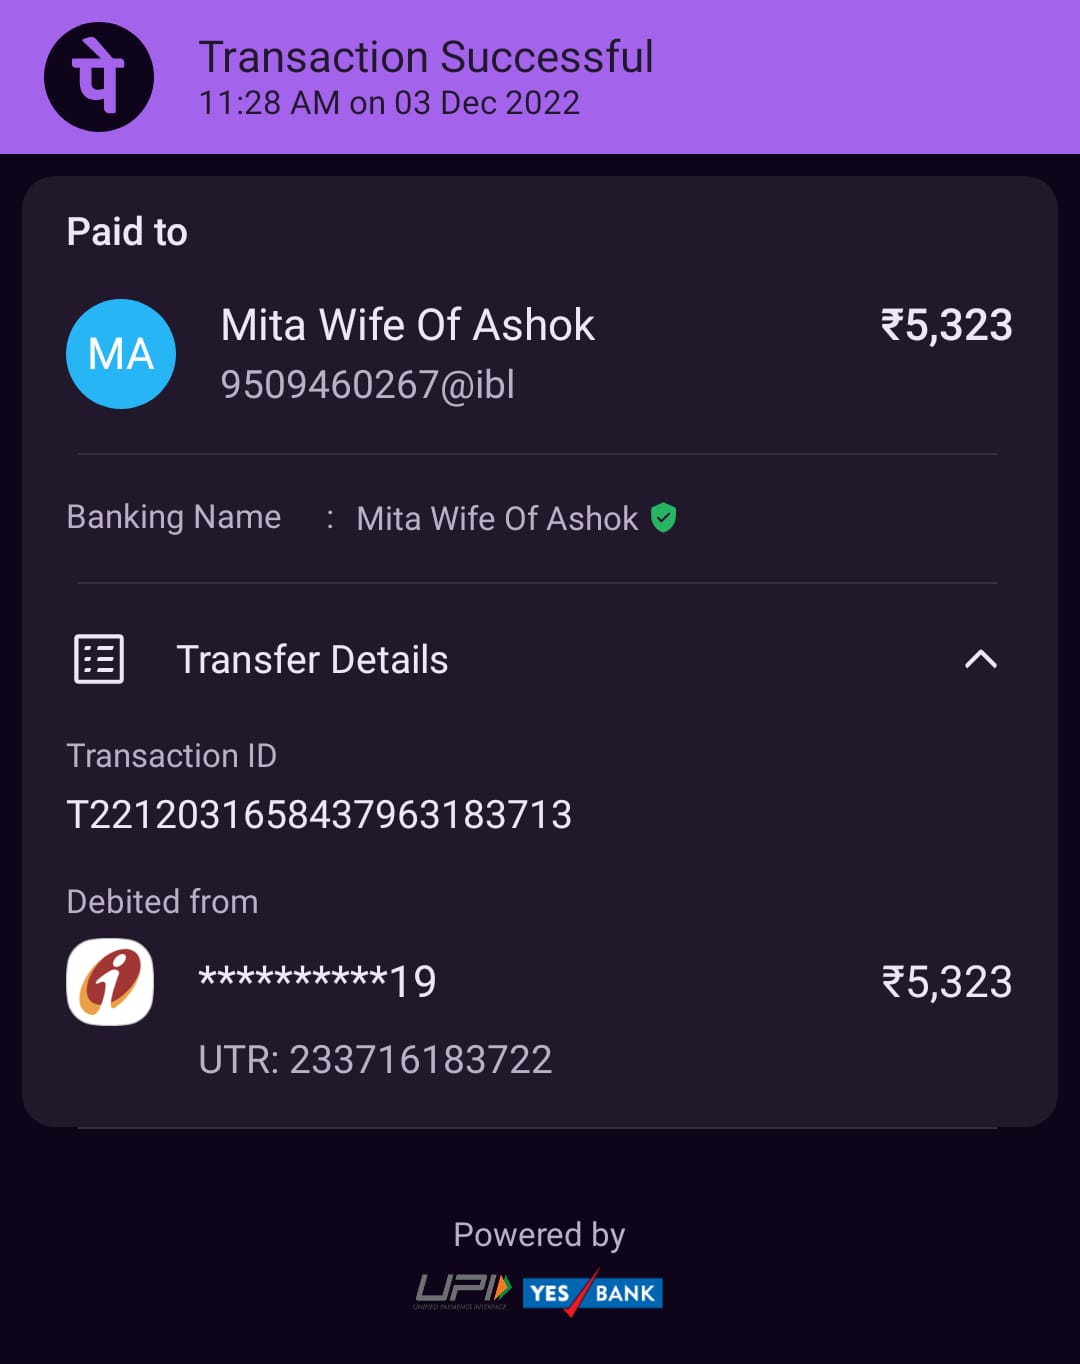 पे
Transaction Successful
11:28 AM on 03 Dec 2022
Paid to
MA
Mita Wife Of Ashok
₹5,323
9509460267@ibl
Banking Name : Mita Wife Of Ashok
Transfer Details
Transaction ID
T2212031658437963183713
Debited from
**********19
₹5,323
UTR: 233716183722
Powered by
UPI
UNIFIED PAYMENTS INTERFACE
YES BANK